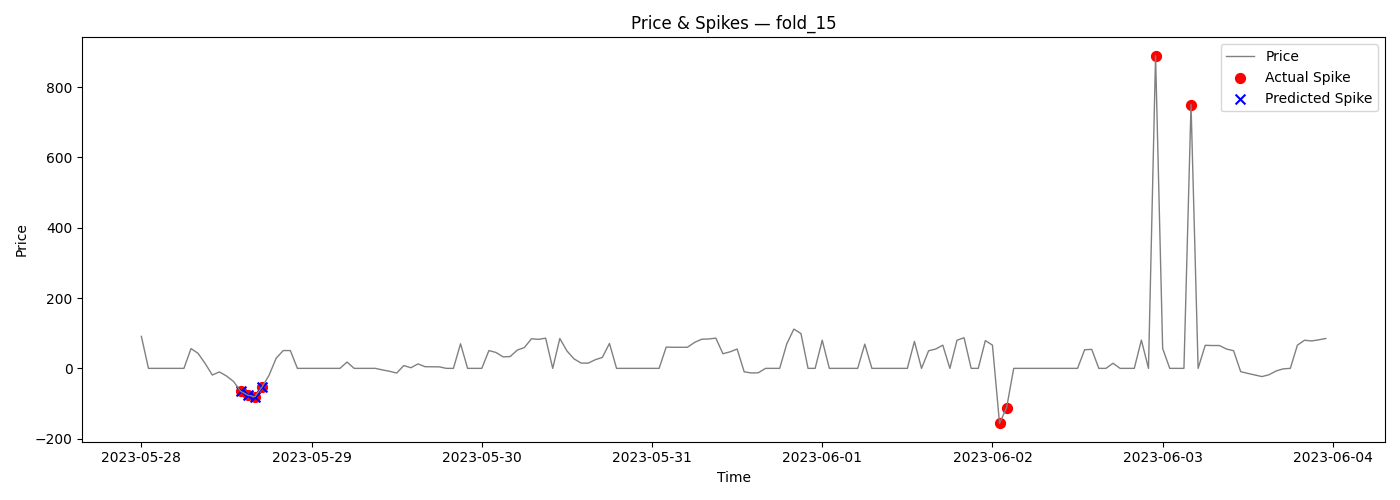 Price & Spikes — fold_15
Price
Actual Spike
Predicted Spike
800
600
400
200
0
−200
Price
2023-05-28
2023-05-29
2023-05-30
2023-05-31
2023-06-01
2023-06-02
2023-06-03
2023-06-04
Time